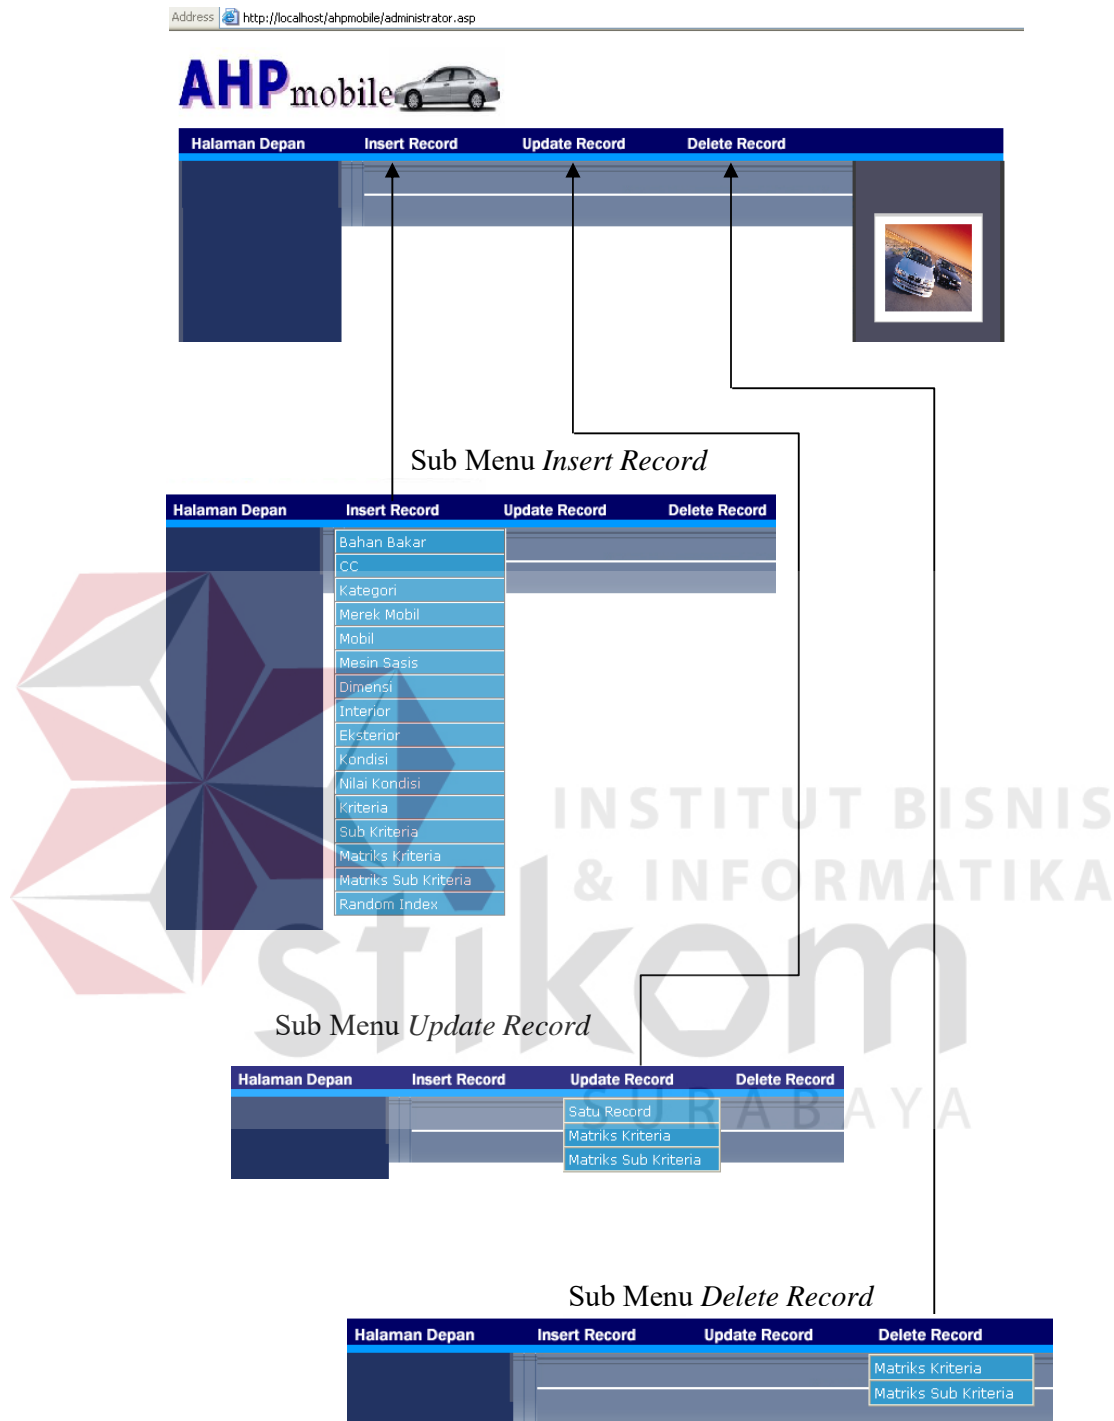 Address http://localhost/ahpmobile/administrator.asp
AHPmobile
Halaman Depan Insert Record Update Record Delete Record
Sub Menu Insert Record
Halaman Depan Insert Record Update Record Delete Record
Bahan Bakar
CC
Kategori
Merek Mobil
Mobil
Mesin Sasis
Dimensi
Interior
Eksterior
Kondisi
Nilai Kondisi
Kriteria
Sub Kriteria
Matriks Kriteria
Matriks Sub Kriteria
Random Index
INSTITUT BISNIS
& INFORMATIKA
stikom
SURABAYA
Sub Menu Update Record
Halaman Depan Insert Record Update Record Delete Record
Satu Record
Matriks Kriteria
Matriks Sub Kriteria
Sub Menu Delete Record
Halaman Depan Insert Record Update Record Delete Record
Matriks Kriteria
Matriks Sub Kriteria